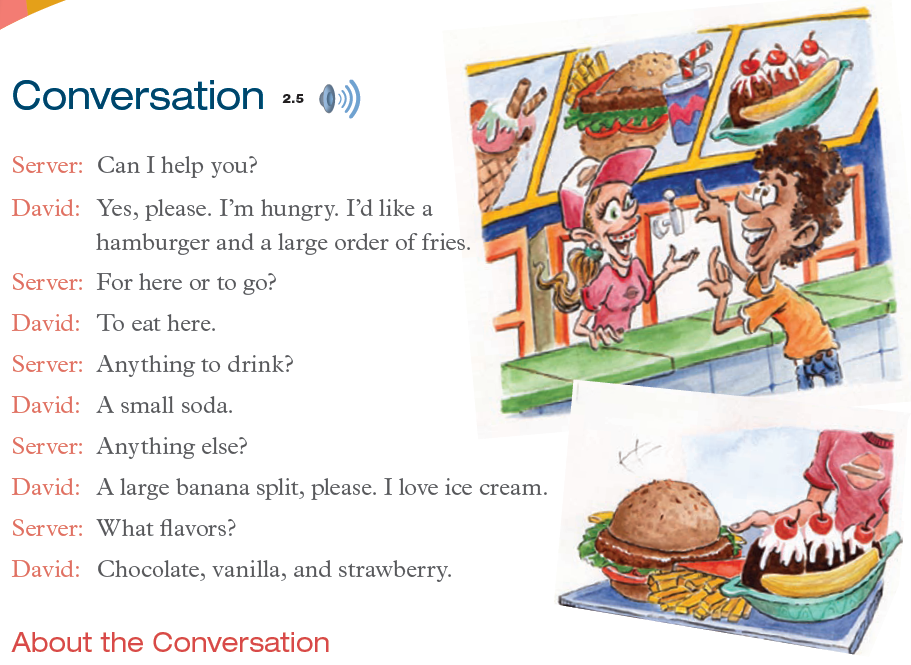 Conversation 2.5
Server: Can I help you?
David: Yes, please. I'm hungry. I'd like a
hamburger and a large order of fries.
Server: For here or to go?
David: To eat here.
Server: Anything to drink?
David: A small soda.
Server: Anything else?
David: A large banana split, please. I love ice cream.
Server: What flavors?
David: Chocolate, vanilla, and strawberry.
About the Conversation